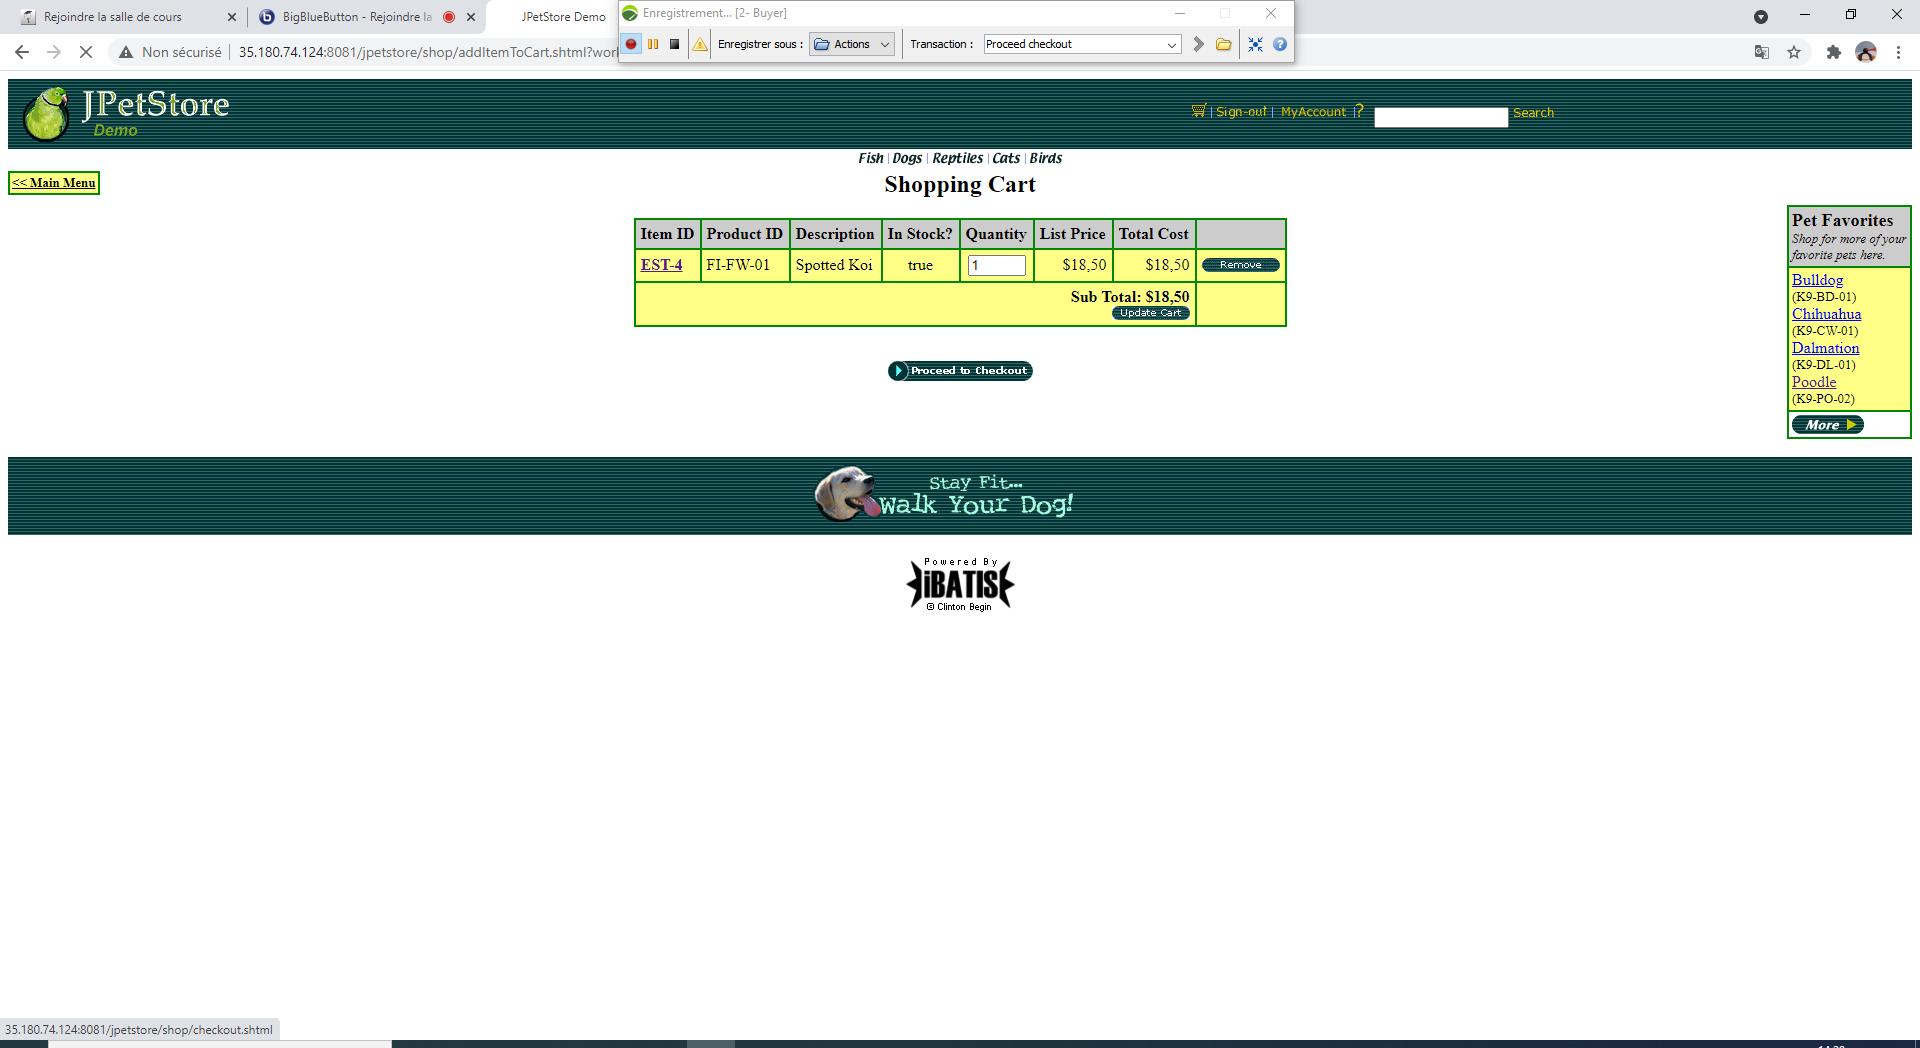 Rejoindre la salle de cours
BigBlueButton - Rejoindre la
JPetStore Demo
Enregistrement... [2- Buyer]
Enregistrer sous :
Actions
Transaction :
Proceed checkout
Non sécurisé
35.180.74.124:8081/jpetstore/shop/addItemToCart.shtml?wor
JPetStore
Demo
| Sign-out | MyAccount | ?
Search
Fish | Dogs | Reptiles | Cats | Birds
<< Main Menu
Shopping Cart
Item ID Product ID Description In Stock? Quantity List Price Total Cost
EST-4 FI-FW-01 Spotted Koi true 1 $18,50 $18,50 Remove
Sub Total: $18,50
Update Cart
Proceed to Checkout
Pet Favorites
Shop for more of your
favorite pets here.
Bulldog
(K9-BD-01)
Chihuahua
(K9-CW-01)
Dalmation
(K9-DL-01)
Poodle
(K9-PO-02)
More
Stay Fit...
Walk Your Dog!
Powered By
iBATIS
© Clinton Begin
35.180.74.124:8081/jpetstore/shop/checkout.shtml